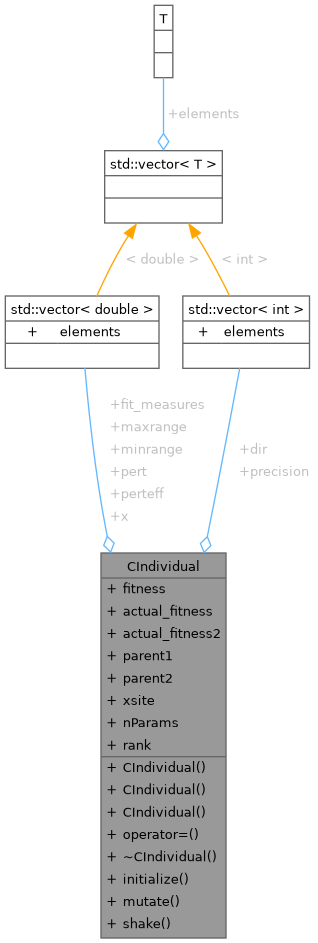 T
+elements
std::vector< T >
< double >
< int >
std::vector< double >
+ elements
std::vector< int >
+ elements
+fit_measures
+maxrange
+minrange
+pert
+perteff
+x
+dir
+precision
CIndividual
+ fitness
+ actual_fitness
+ actual_fitness2
+ parent1
+ parent2
+ xsite
+ nParams
+ rank
+ CIndividual()
+ CIndividual()
+ CIndividual()
+ operator=()
+ ~CIndividual()
+ initialize()
+ mutate()
+ shake()